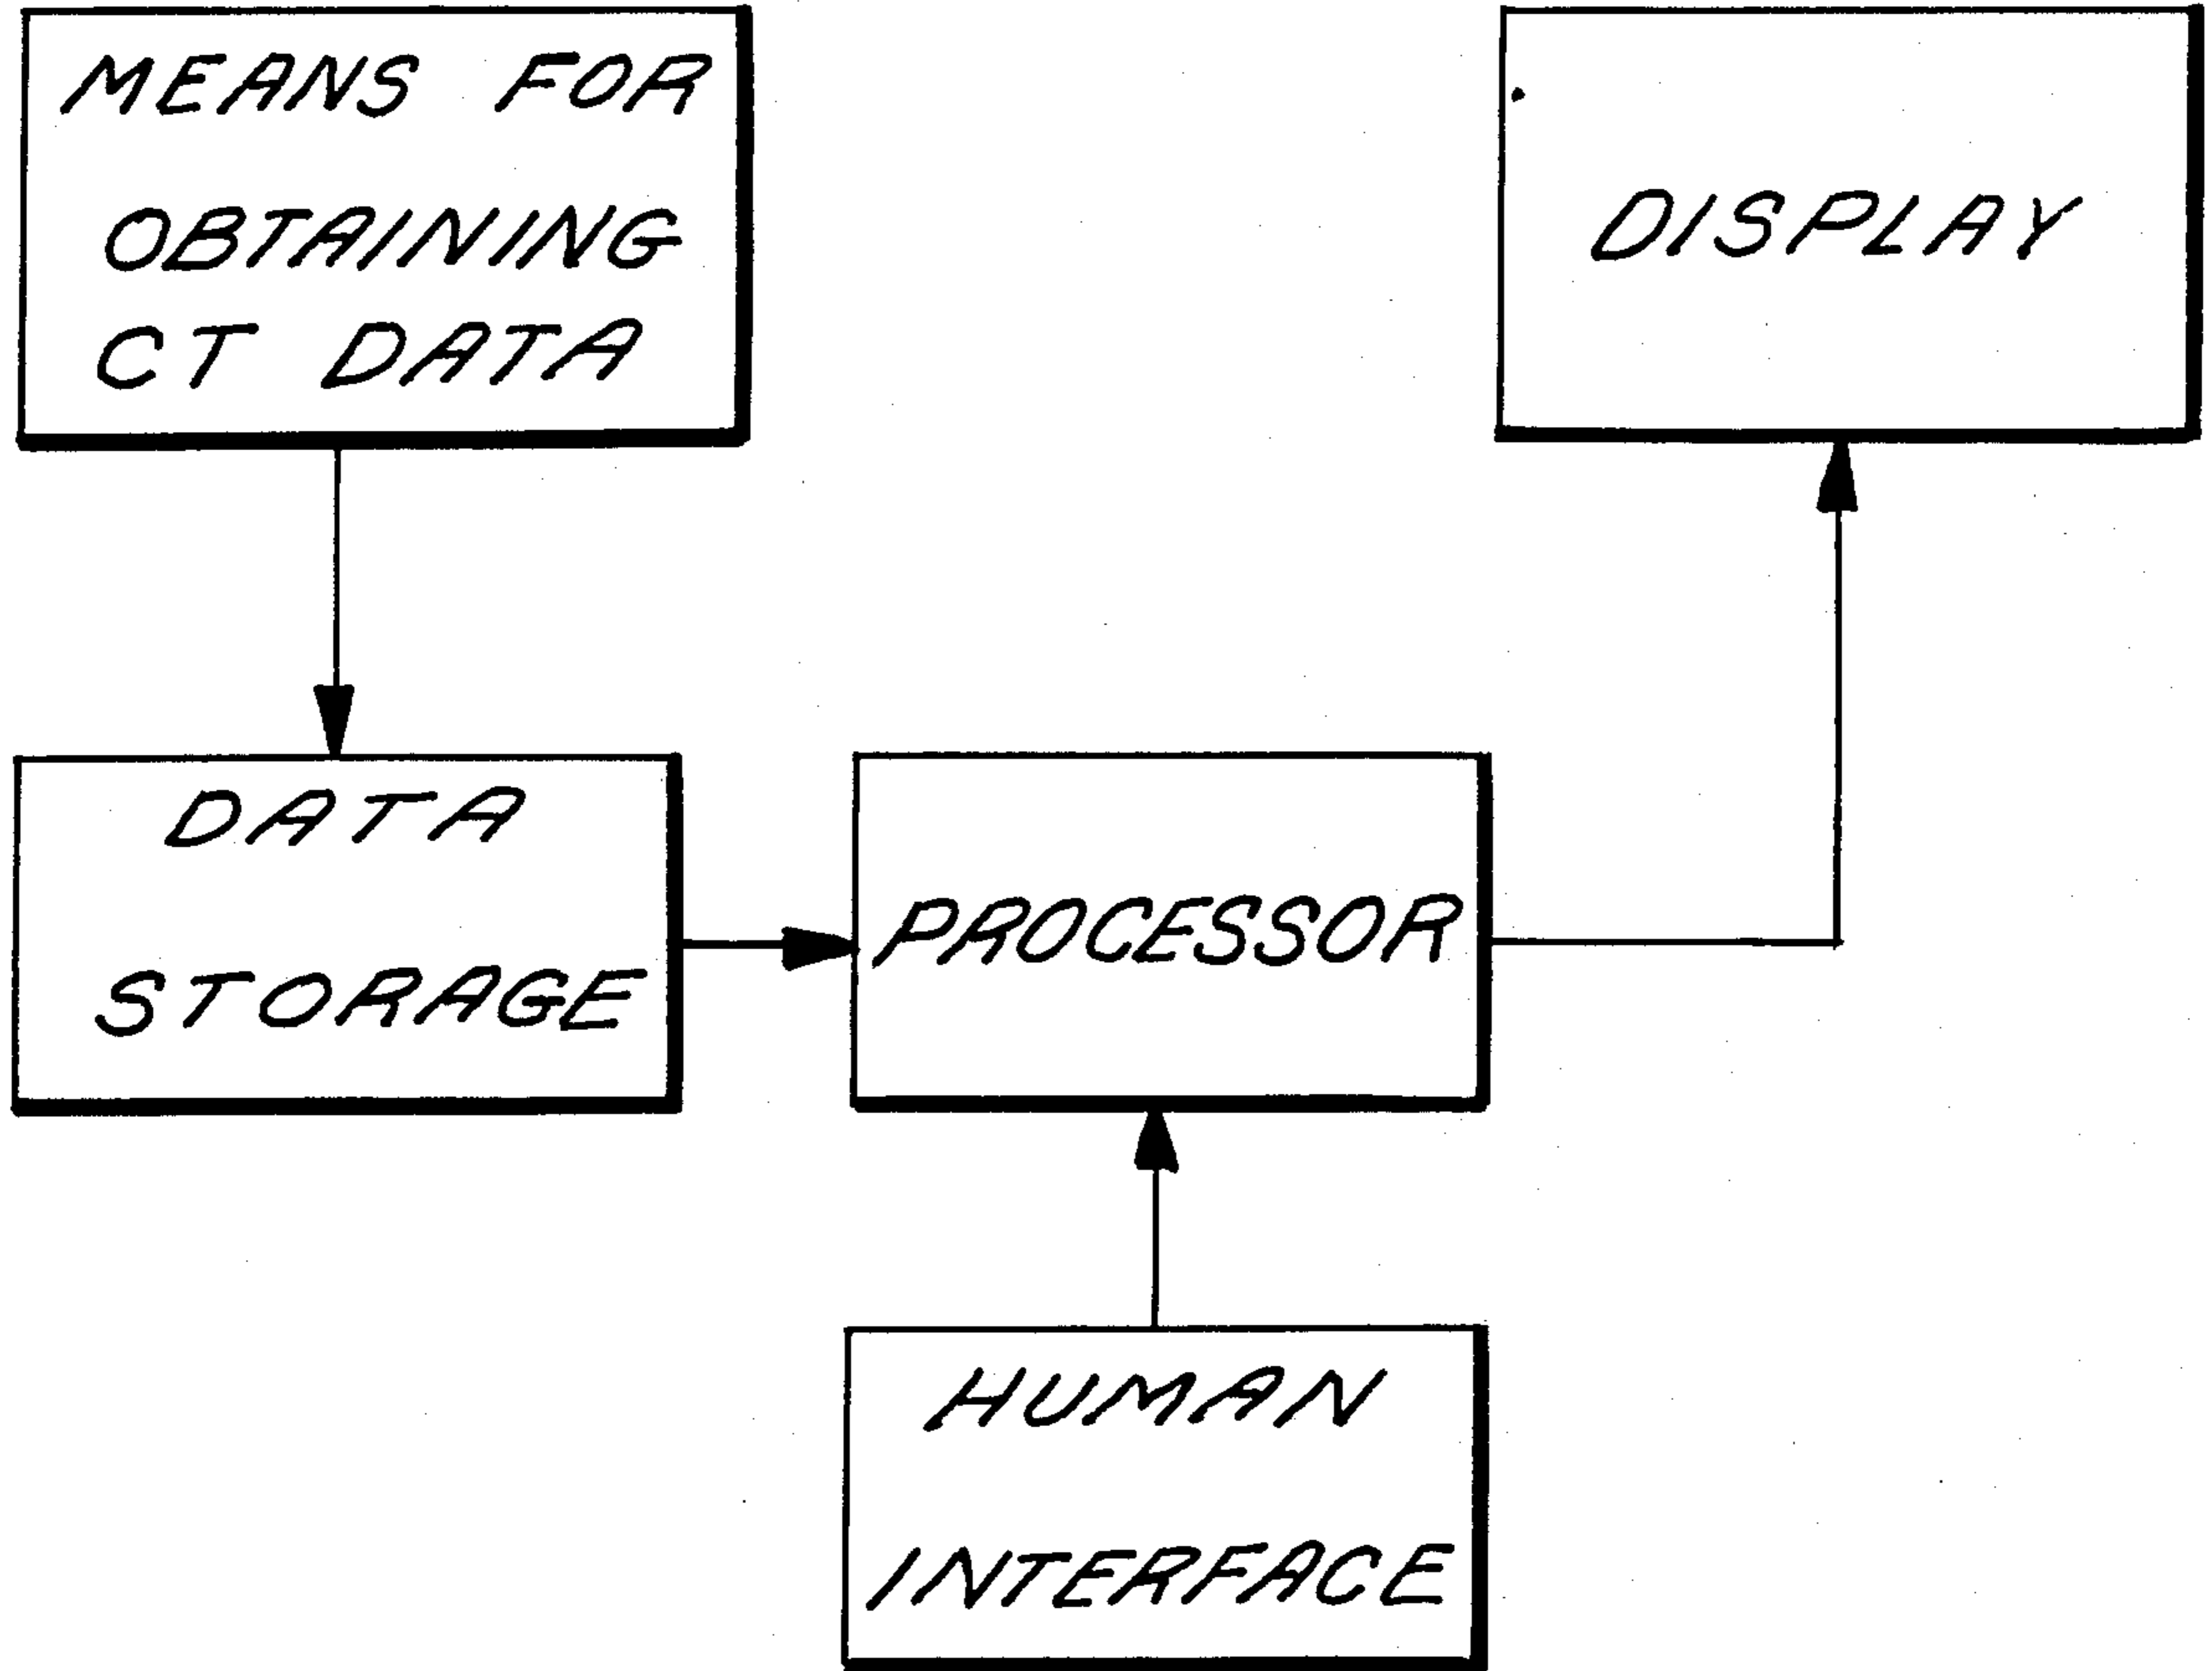 MEANS FOR
OBTAINING
CT DATA
DISPLAY
DATA
STORAGE
PROCESSOR
HUMAN
INTERFACE